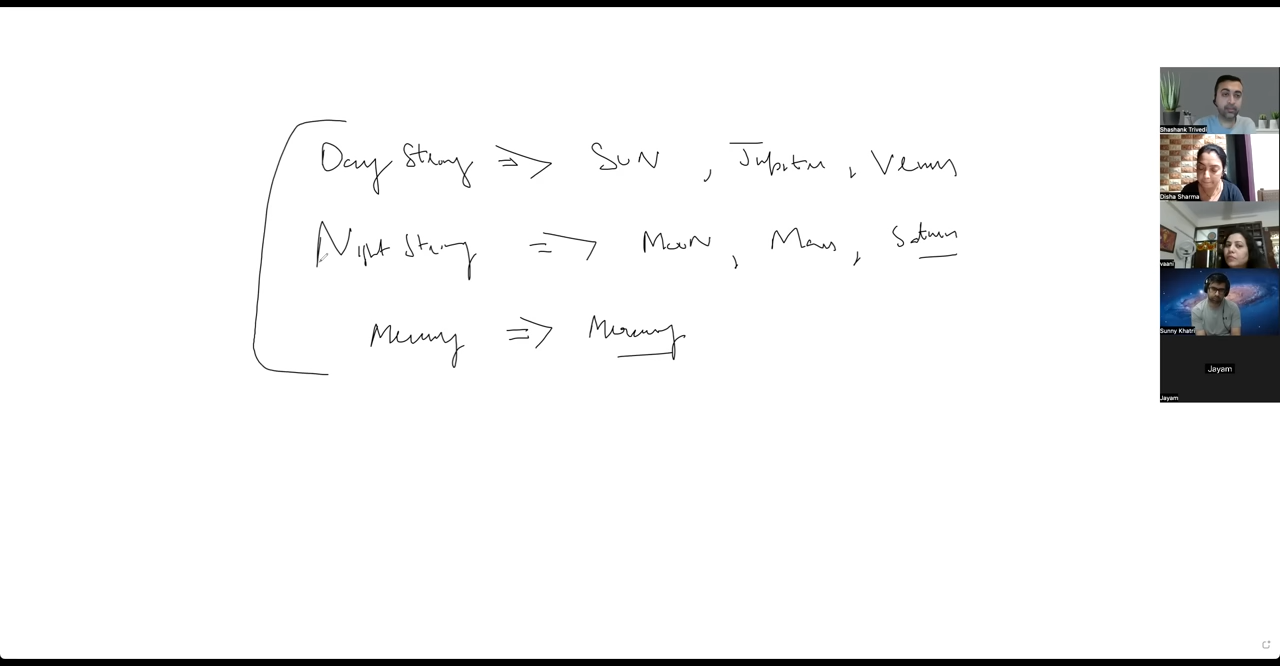 Day Strong => SUN, Jupiter, Venus
Night Strong => MOON, Mars, Saturn
Mercury => Mercury
Shashank Trivedi
Disha Sharma
vaani
Sunny Khatri
Jayam
Jayam